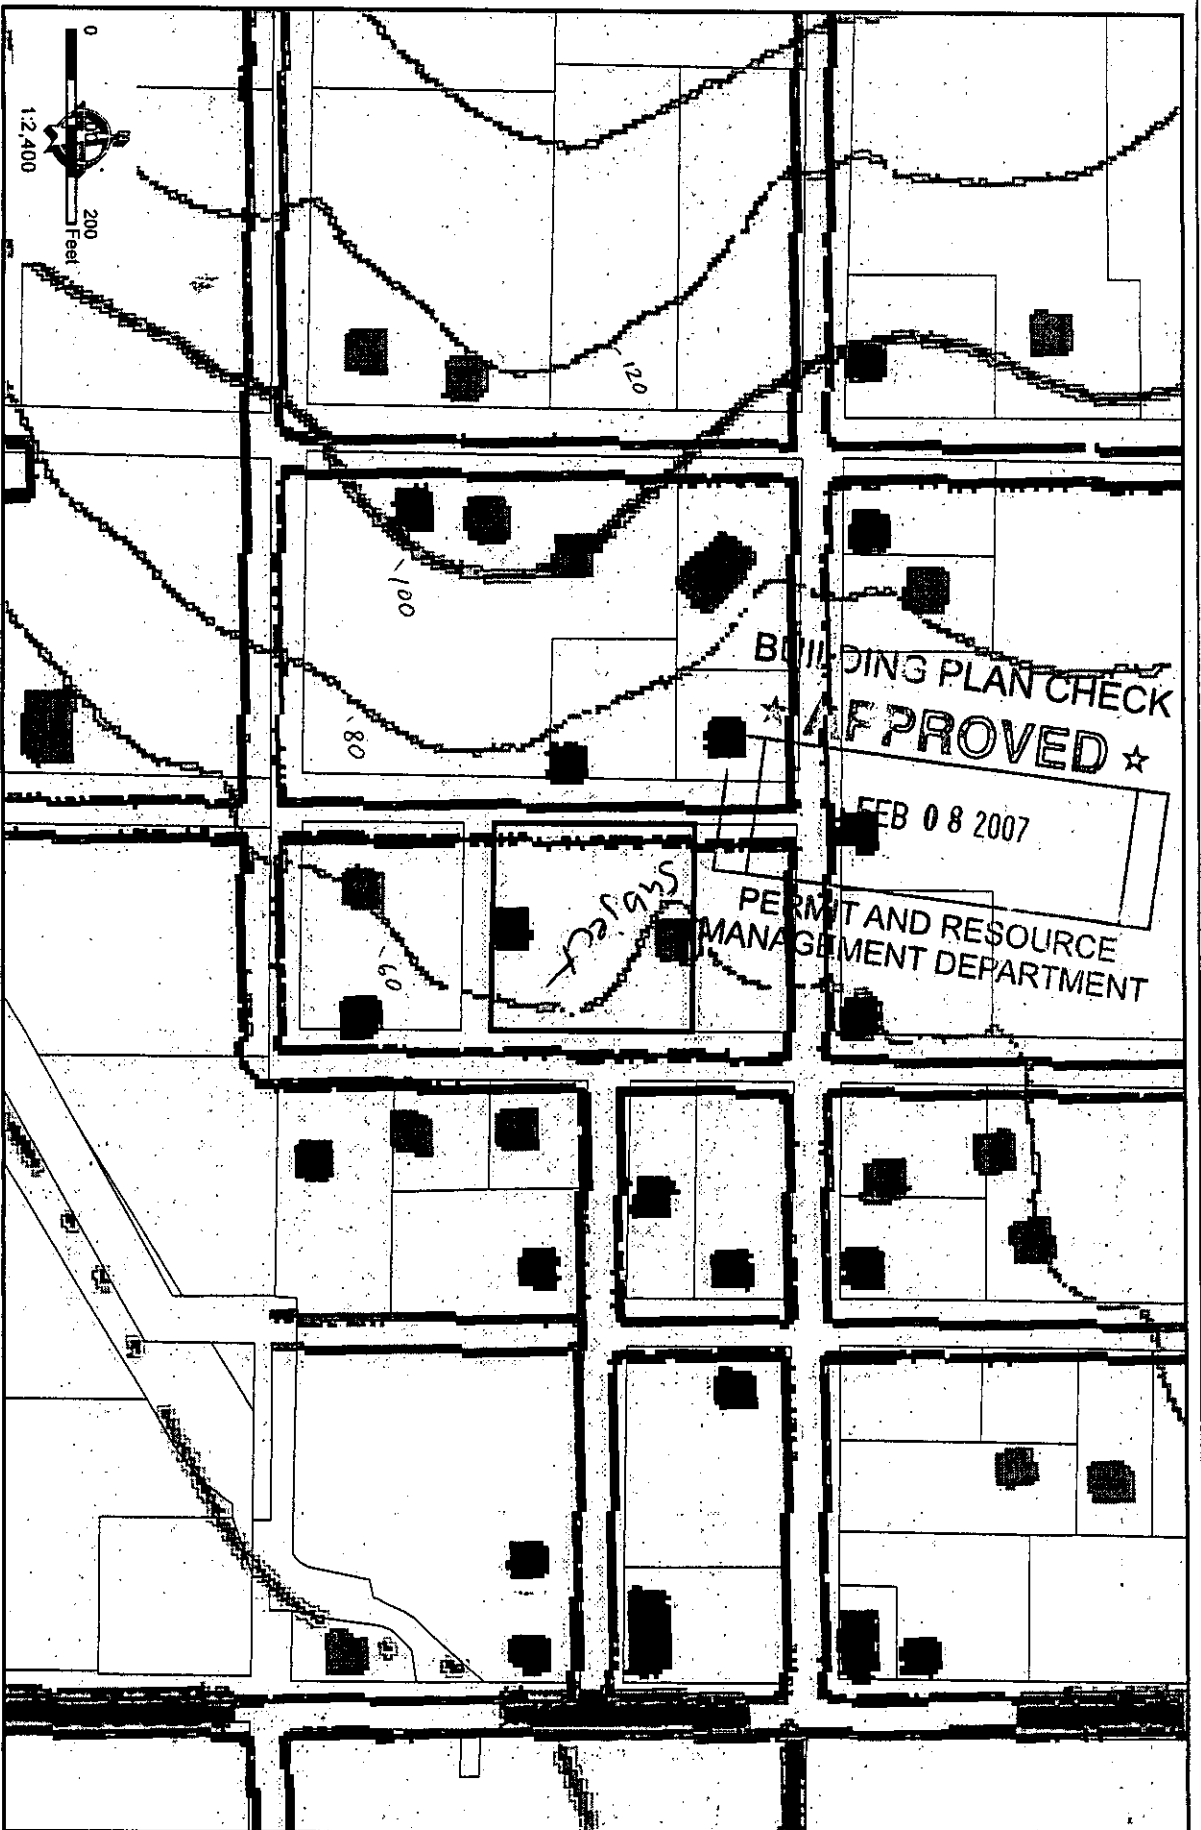 0
200
Feet
1:2,400
120
100
80
60
Subject
BUILDING PLAN CHECK
☆ APPROVED ☆
FEB 08 2007
PERMIT AND RESOURCE
MANAGEMENT DEPARTMENT